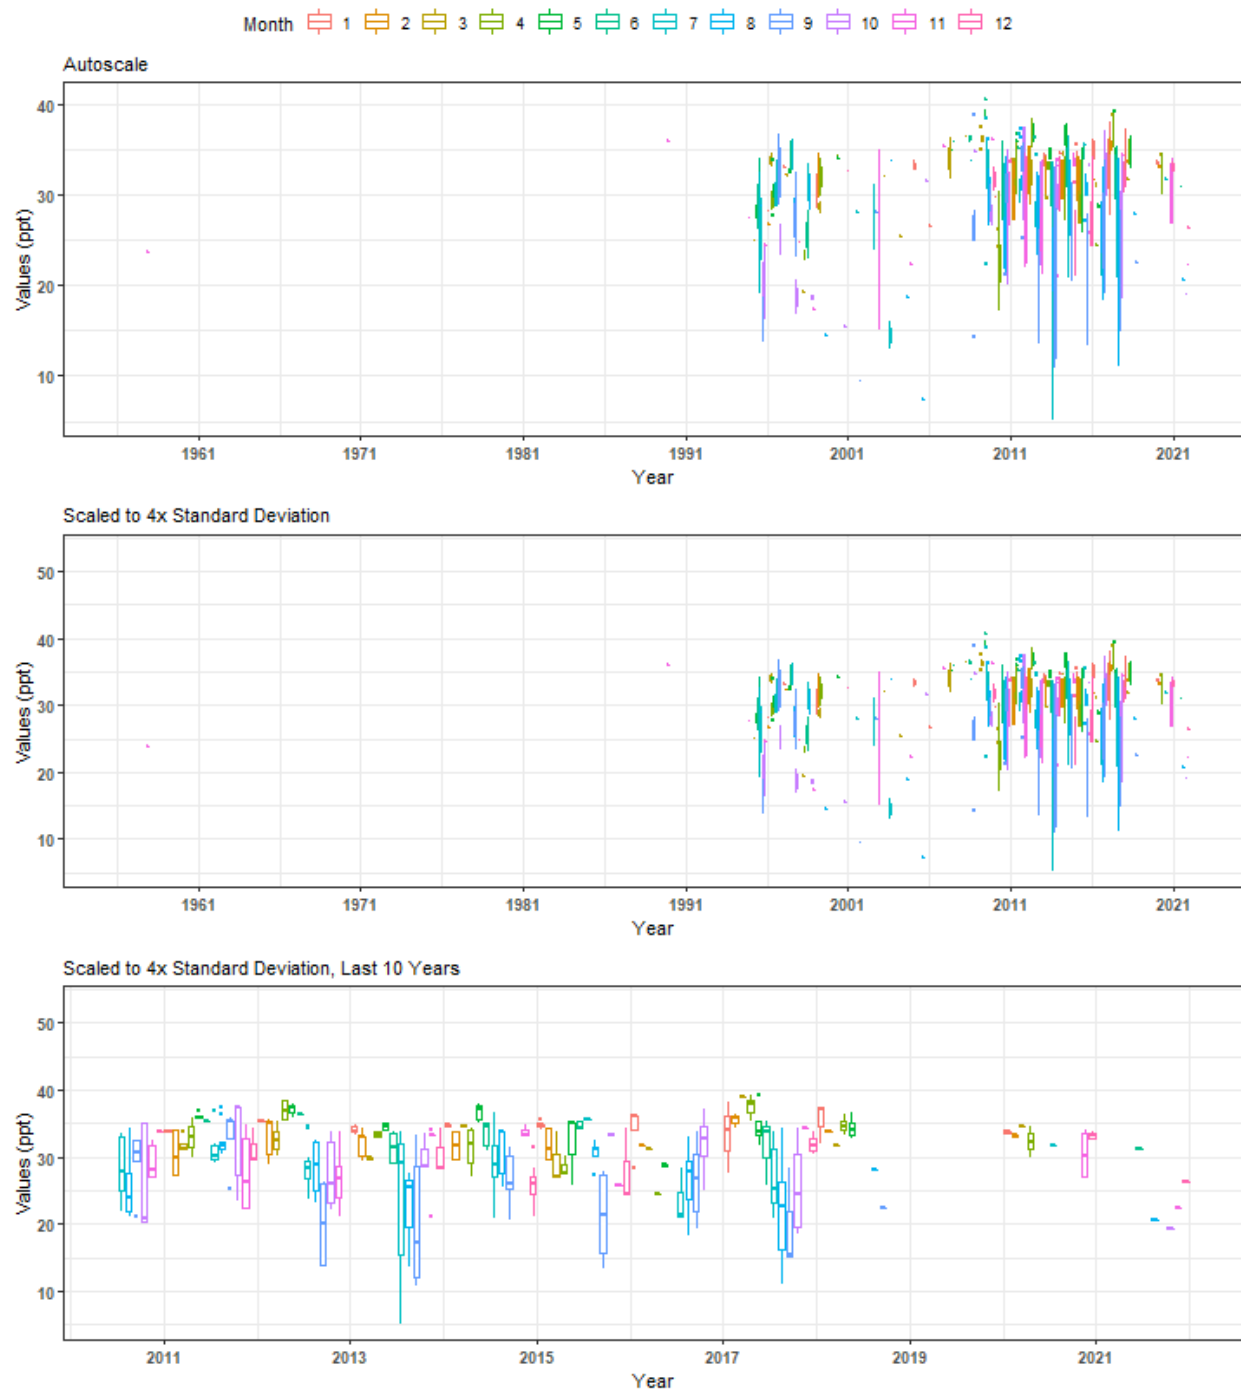 Month 1 2 3 4 5 6 7 8 9 10 11 12
Autoscale
40
30
20
10
Values (ppt)
1961 1971 1981 1991 2001 2011 2021
Year
Scaled to 4x Standard Deviation
50
40
30
20
10
Values (ppt)
1961 1971 1981 1991 2001 2011 2021
Year
Scaled to 4x Standard Deviation, Last 10 Years
50
40
30
20
10
Values (ppt)
2011 2013 2015 2017 2019 2021
Year